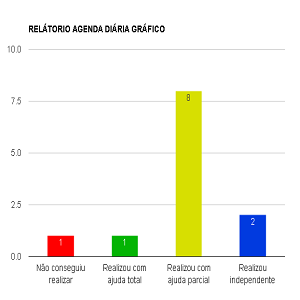 RELÁTORIO AGENDA DIÁRIA GRÁFICO
10.0
7.5
5.0
2.5
0.0
1
1
8
2
Não conseguiu
realizar
Realizou com
ajuda total
Realizou com
ajuda parcial
Realizou
independente